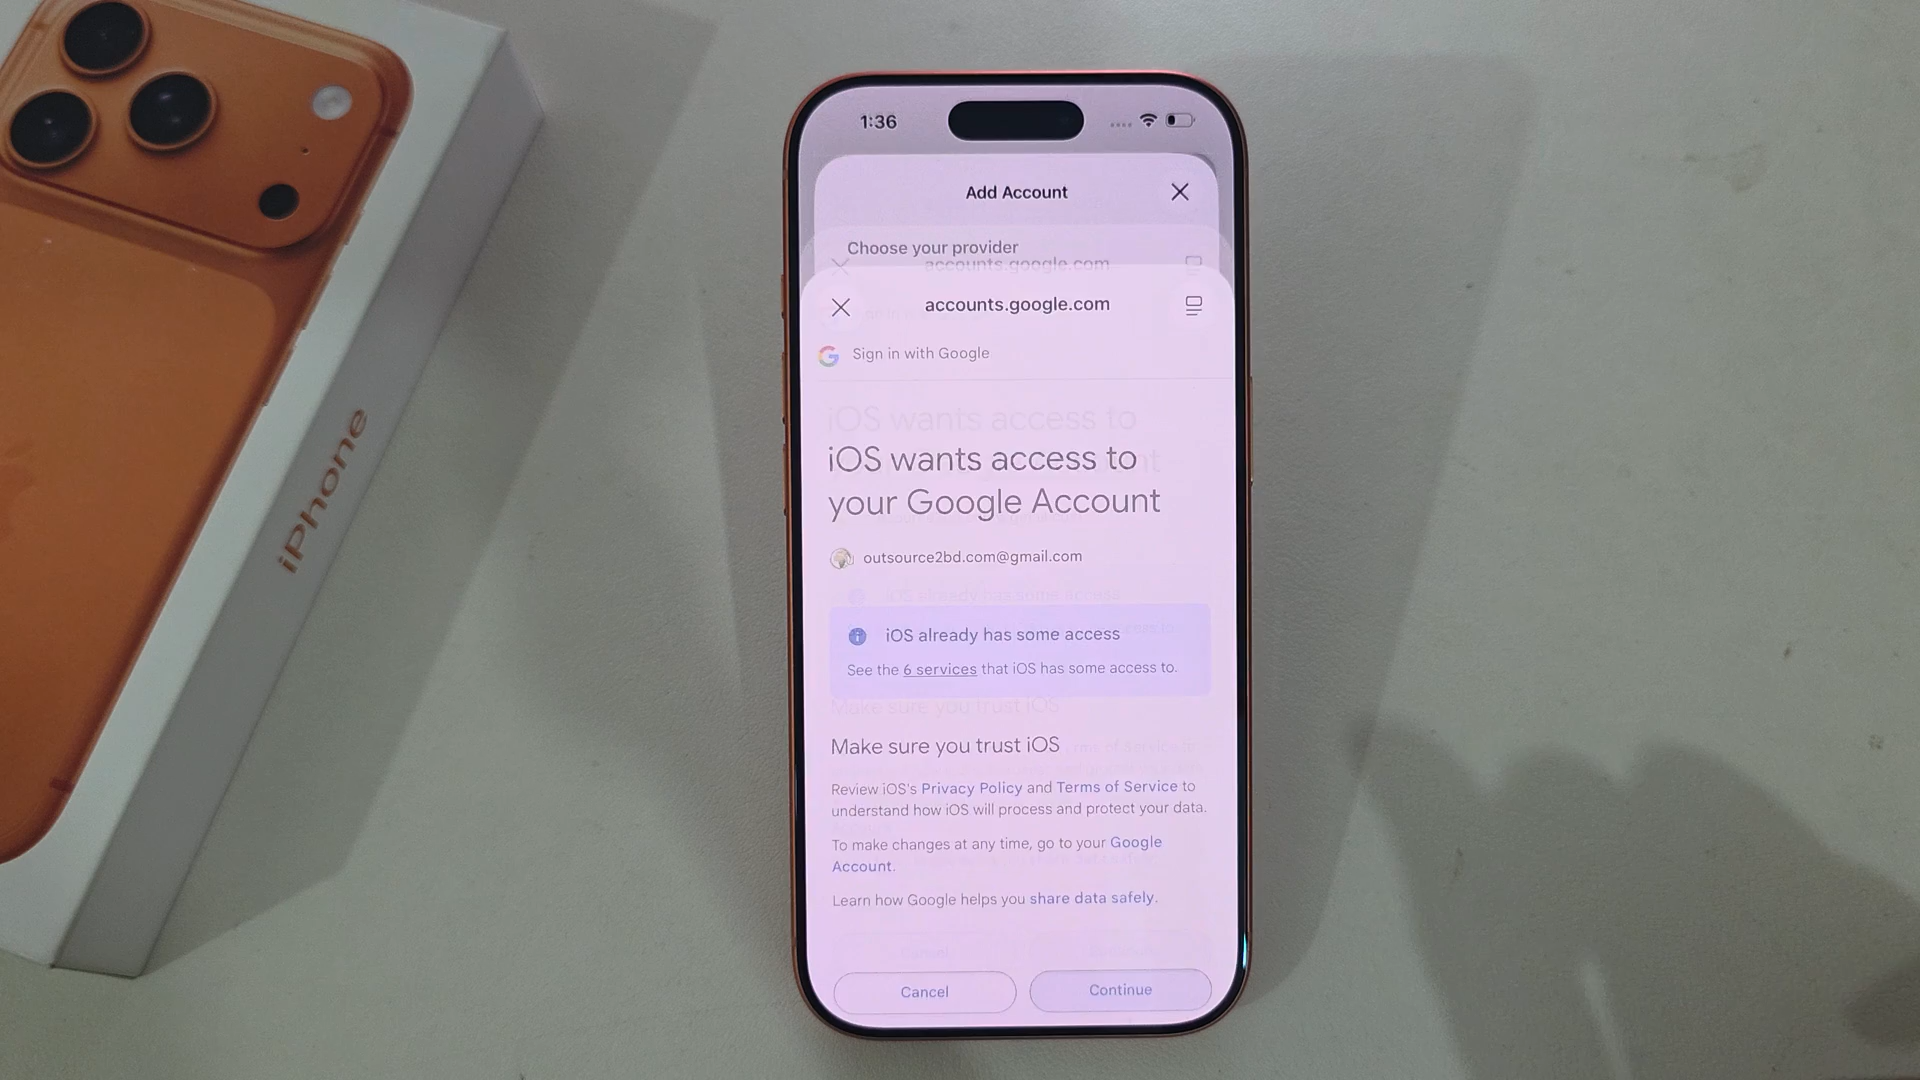 iPhone
1:36
Add Account
Choose your provider
accounts.google.com
accounts.google.com
Sign in with Google
iOS wants access to
iOS wants access to
your Google Account
outsource2bd.com@gmail.com
iOS already has some access
iOS already has some access
See the 6 services that iOS has some access to.
Make sure you trust iOS
Make sure you trust iOS
Review iOS's Privacy Policy and Terms of Service to
understand how iOS will process and protect your data.
To make changes at any time, go to your Google
Account.
Learn how Google helps you share data safely.
Cancel
Continue